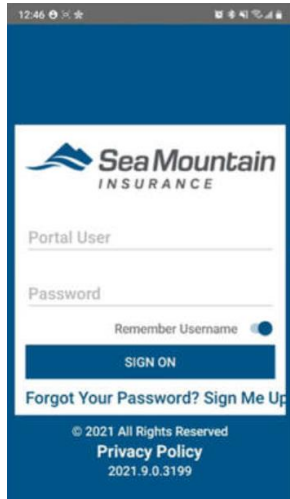 12:46
Sea Mountain
INSURANCE
Portal User
Password
Remember Username
SIGN ON
Forgot Your Password? Sign Me Up
© 2021 All Rights Reserved
Privacy Policy
2021.9.0.3199